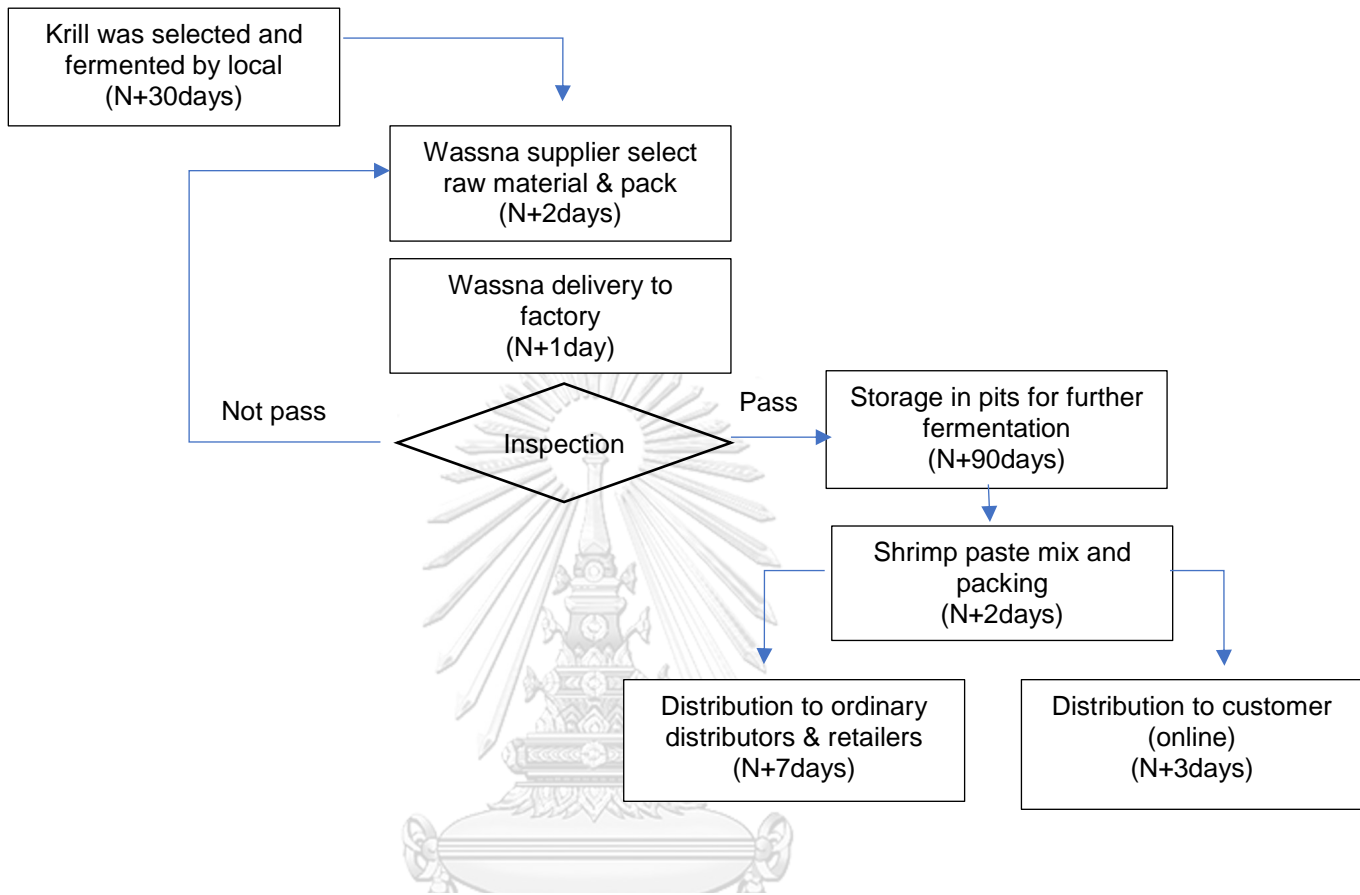 Krill was selected and
fermented by local
(N+30days)
Wassna supplier select
raw material & pack
(N+2days)
Wassna delivery to
factory
(N+1day)
Not pass
Inspection
Pass
Storage in pits for further
fermentation
(N+90days)
Shrimp paste mix and
packing
(N+2days)
Distribution to ordinary
distributors & retailers
(N+7days)
Distribution to customer
(online)
(N+3days)